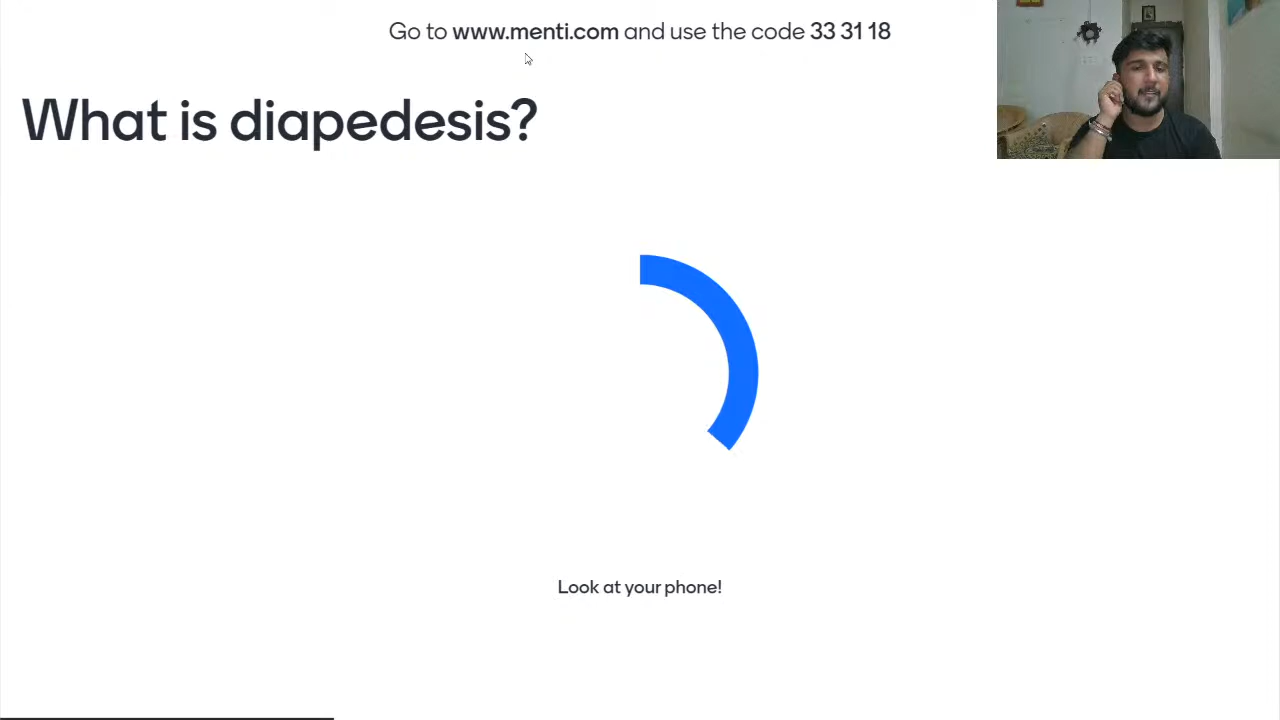 Go to www.menti.com and use the code 33 31 18
What is diapedesis?
Look at your phone!